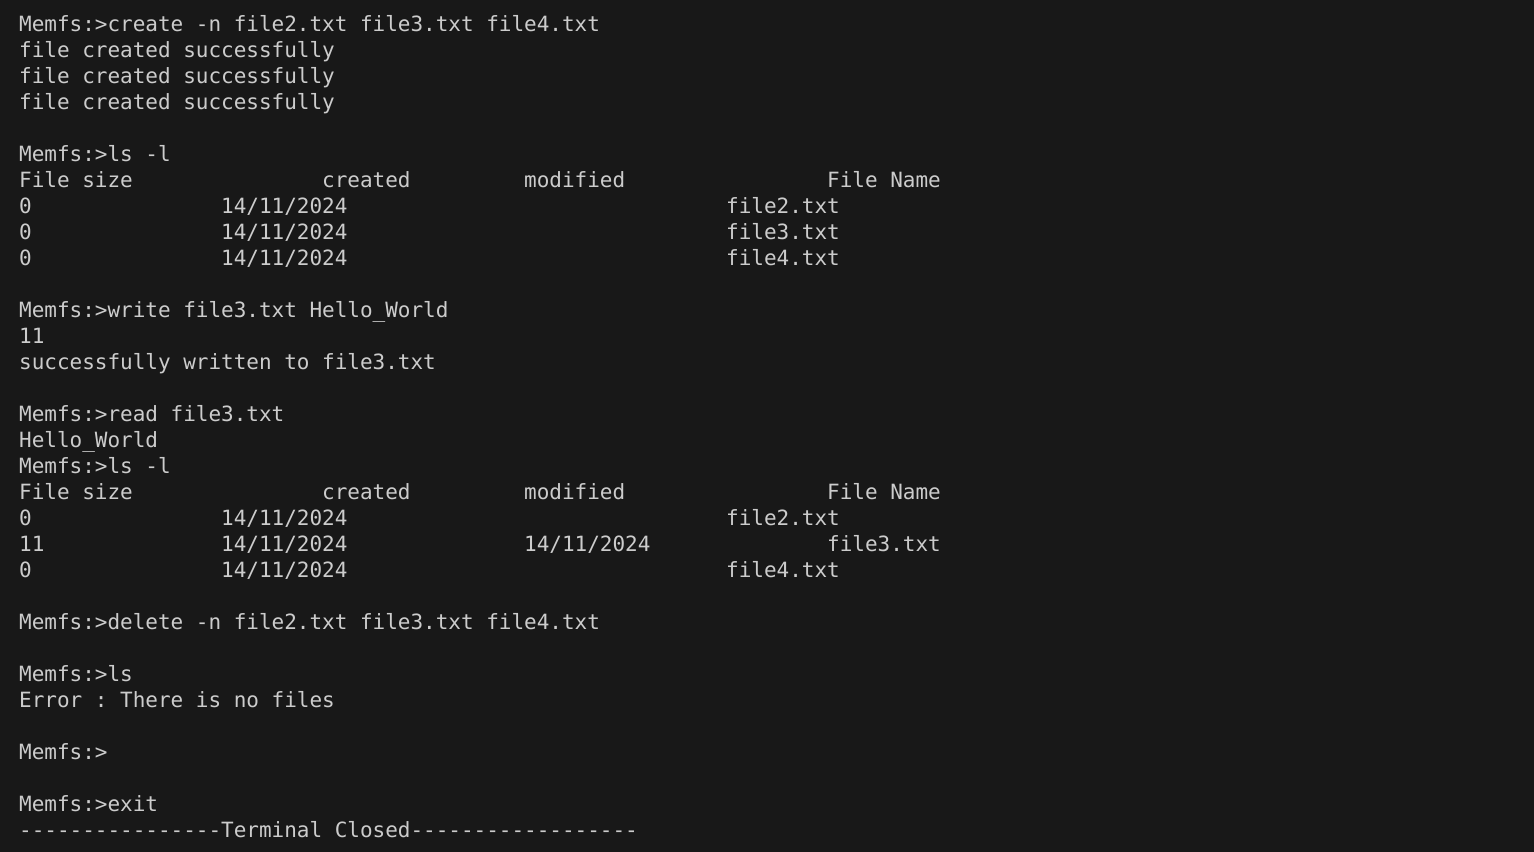 Memfs:>create -n file2.txt file3.txt file4.txt
file created successfully
file created successfully
file created successfully
Memfs:>ls -l
File size created modified File Name
0 14/11/2024 file2.txt
0 14/11/2024 file3.txt
0 14/11/2024 file4.txt
Memfs:>write file3.txt Hello_World
11
successfully written to file3.txt
Memfs:>read file3.txt
Hello_World
Memfs:>ls -l
File size created modified File Name
0 14/11/2024 file2.txt
11 14/11/2024 14/11/2024 file3.txt
0 14/11/2024 file4.txt
Memfs:>delete -n file2.txt file3.txt file4.txt
Memfs:>ls
Error : There is no files
Memfs:>
Memfs:>exit
----------------Terminal Closed------------------